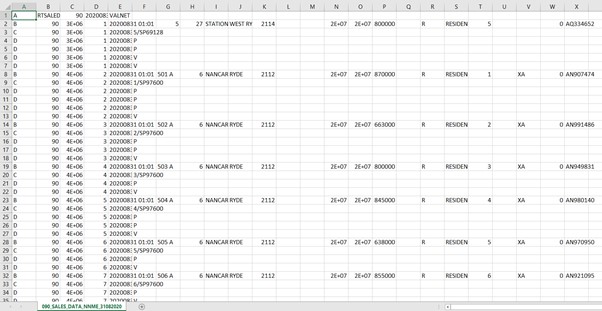 A B C D E F G H I J K L M N O P Q R S T U V W X
1 A RTSALED 90 202008 VALNET
2 B 90 3E+06 1 20200831 01:01 5 27 STATION WEST RY 2114 2E+07 2E+07 800000 R RESIDEN 5 0 AQ334652
3 C 90 3E+06 1 202008 5/SP69128
4 D 90 3E+06 1 202008 P
5 D 90 3E+06 1 202008 P
6 D 90 3E+06 1 202008 V
7 D 90 3E+06 1 202008 V
8 B 90 4E+06 2 20200831 01:01 501 A 6 NANCAR RYDE 2112 2E+07 2E+07 870000 R RESIDEN 1 XA 0 AN907474
9 C 90 4E+06 2 202008 1/SP97600
10 D 90 4E+06 2 202008 P
11 D 90 4E+06 2 202008 P
12 D 90 4E+06 2 202008 P
13 D 90 4E+06 2 202008 V
14 B 90 4E+06 3 20200831 01:01 502 A 6 NANCAR RYDE 2112 2E+07 2E+07 663000 R RESIDEN 2 XA 0 AN991486
15 C 90 4E+06 3 202008 2/SP97600
16 D 90 4E+06 3 202008 P
17 D 90 4E+06 3 202008 P
18 D 90 4E+06 3 202008 V
19 B 90 4E+06 4 20200831 01:01 503 A 6 NANCAR RYDE 2112 2E+07 2E+07 800000 R RESIDEN 3 XA 0 AN949831
20 C 90 4E+06 4 202008 3/SP97600
21 D 90 4E+06 4 202008 P
22 D 90 4E+06 4 202008 V
23 B 90 4E+06 5 20200831 01:01 504 A 6 NANCAR RYDE 2112 2E+07 2E+07 845000 R RESIDEN 4 XA 0 AN980140
24 C 90 4E+06 5 202008 4/SP97600
25 D 90 4E+06 5 202008 P
26 D 90 4E+06 5 202008 P
27 D 90 4E+06 5 202008 V
28 B 90 4E+06 6 20200831 01:01 505 A 6 NANCAR RYDE 2112 2E+07 2E+07 638000 R RESIDEN 5 XA 0 AN970950
29 C 90 4E+06 6 202008 5/SP97600
30 D 90 4E+06 6 202008 P
31 D 90 4E+06 6 202008 V
32 B 90 4E+06 7 20200831 01:01 506 A 6 NANCAR RYDE 2112 2E+07 2E+07 855000 R RESIDEN 6 XA 0 AN921095
33 C 90 4E+06 7 202008 6/SP97600
34 D 90 4E+06 7 202008 P
35 D 90 4E+06 7 202008 V
090_SALES_DATA_NNME_31082020